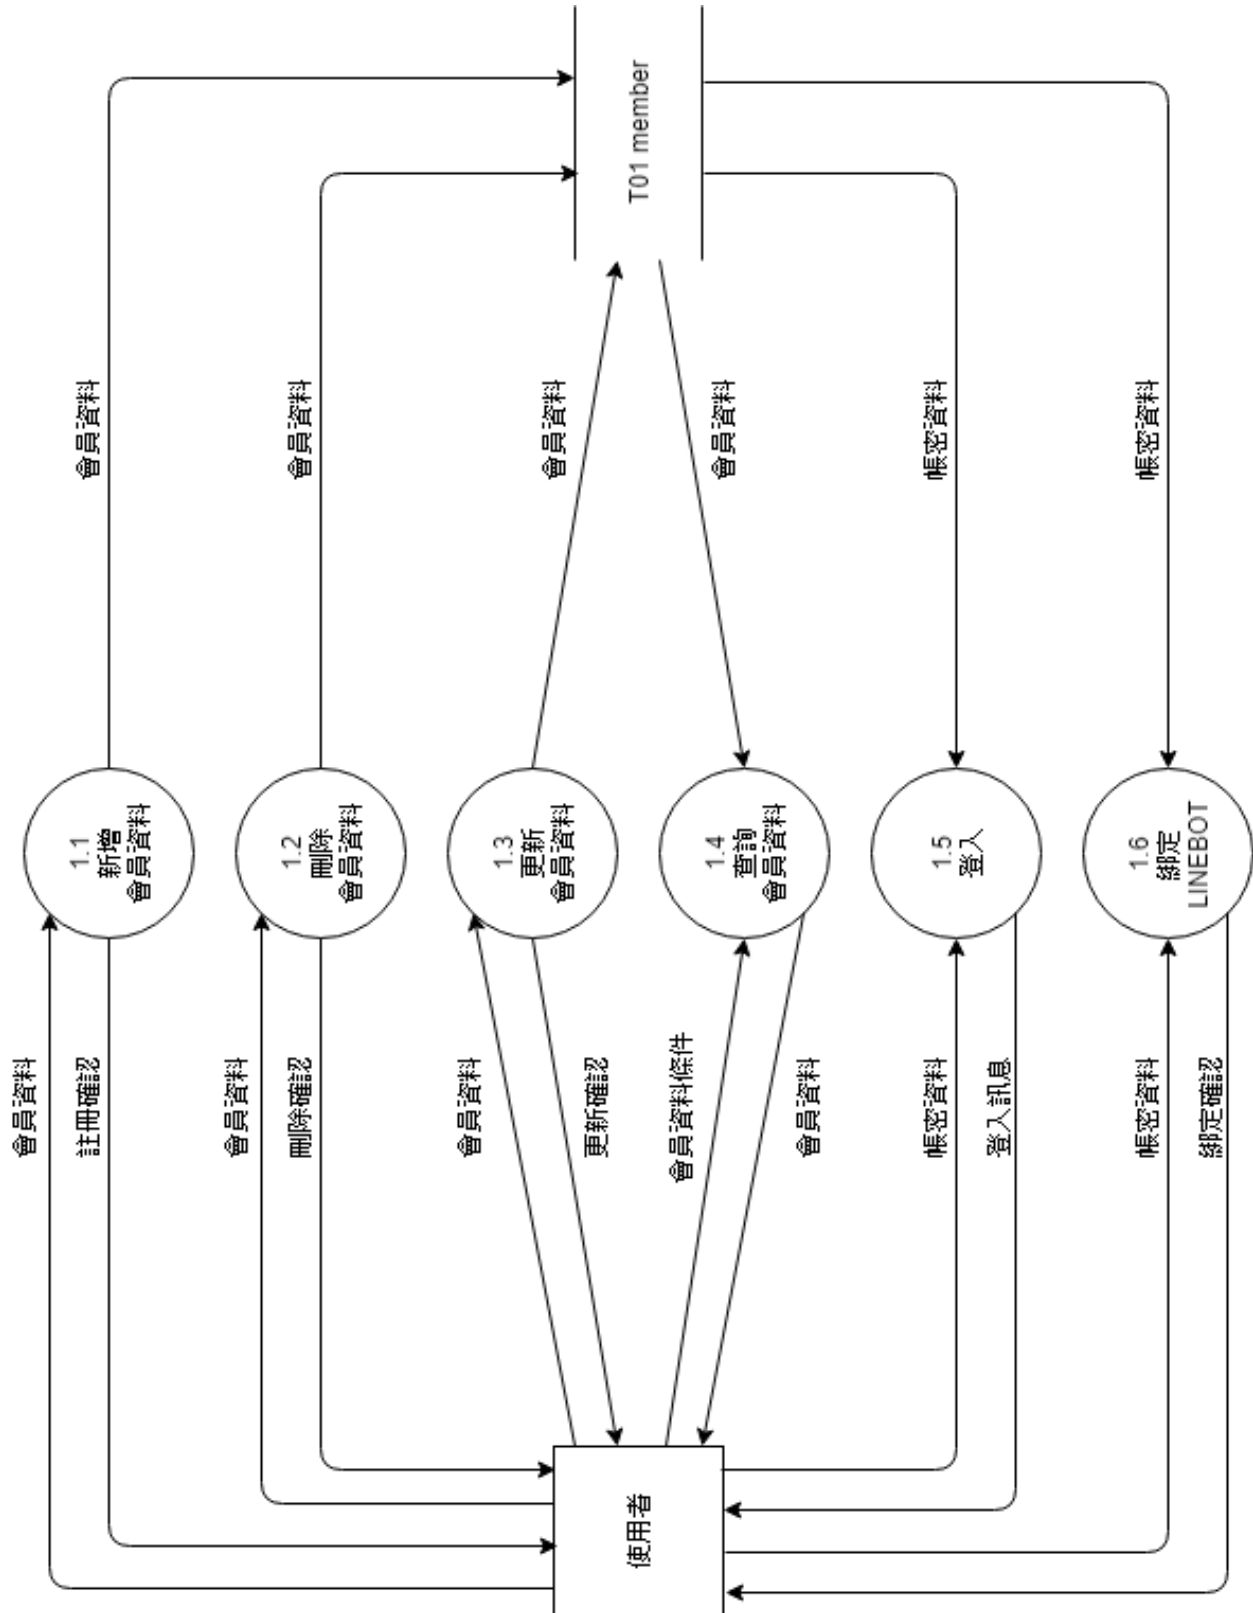 會員資料
註冊確認
1.1
新增
會員資料
會員資料
會員資料
刪除確認
1.2
刪除
會員資料
會員資料
會員資料
更新確認
1.3
更新
會員資料
會員資料
使用者
T01 member
會員資料條件
會員資料
1.4
查詢
會員資料
會員資料
帳密資料
登入訊息
1.5
登入
帳密資料
帳密資料
綁定確認
1.6
綁定
LINEBOT
帳密資料